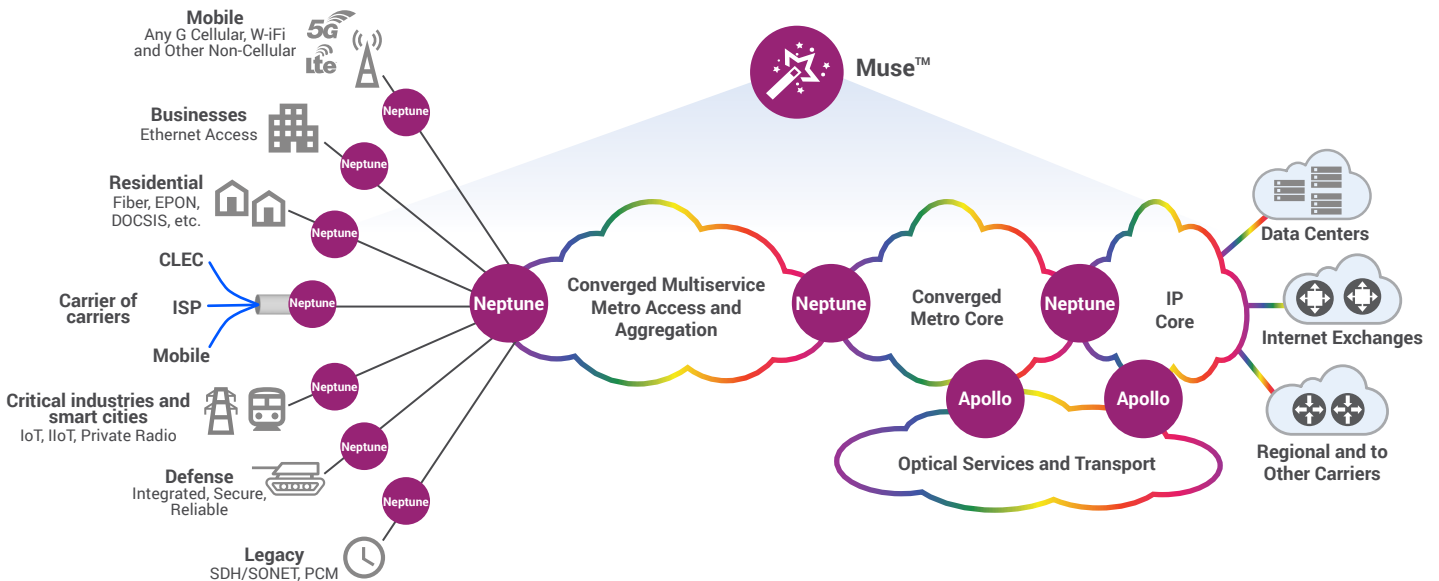 Mobile
Any G Cellular, W-iFi
and Other Non-Cellular
5G
lte
Neptune
Businesses
Ethernet Access
Neptune
Residential
Fiber, EPON,
DOCSIS, etc.
Neptune
CLEC
Carrier of
carriers
ISP
Mobile
Neptune
Critical industries and
smart cities
IoT, IIoT, Private Radio
Neptune
Defense
Integrated, Secure,
Reliable
Neptune
Legacy
SDH/SONET, PCM
Neptune
Muse™
Neptune
Converged Multiservice
Metro Access and
Aggregation
Neptune
Converged
Metro Core
Neptune
IP
Core
Apollo
Apollo
Optical Services and Transport
Data Centers
Internet Exchanges
Regional and to
Other Carriers